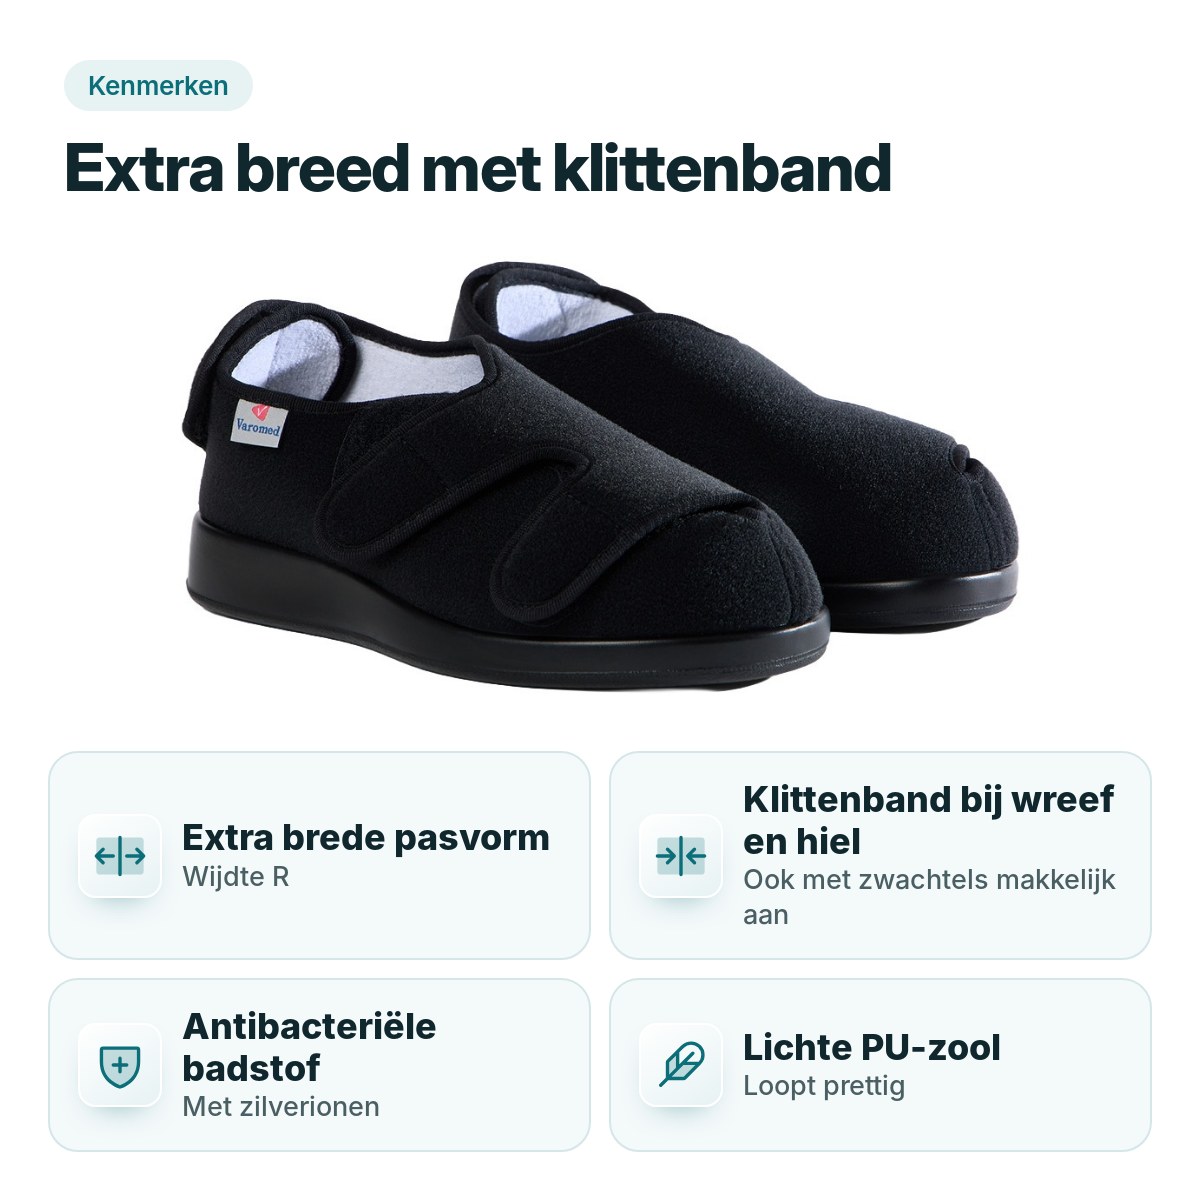 Kenmerken
Extra breed met klittenband
Varomed
Extra brede pasvorm
Wijdte R
Klittenband bij wreef
en hiel
Ook met zwachtels makkelijk
aan
Antibacteriële
badstof
Met zilverionen
Lichte PU-zool
Loopt prettig